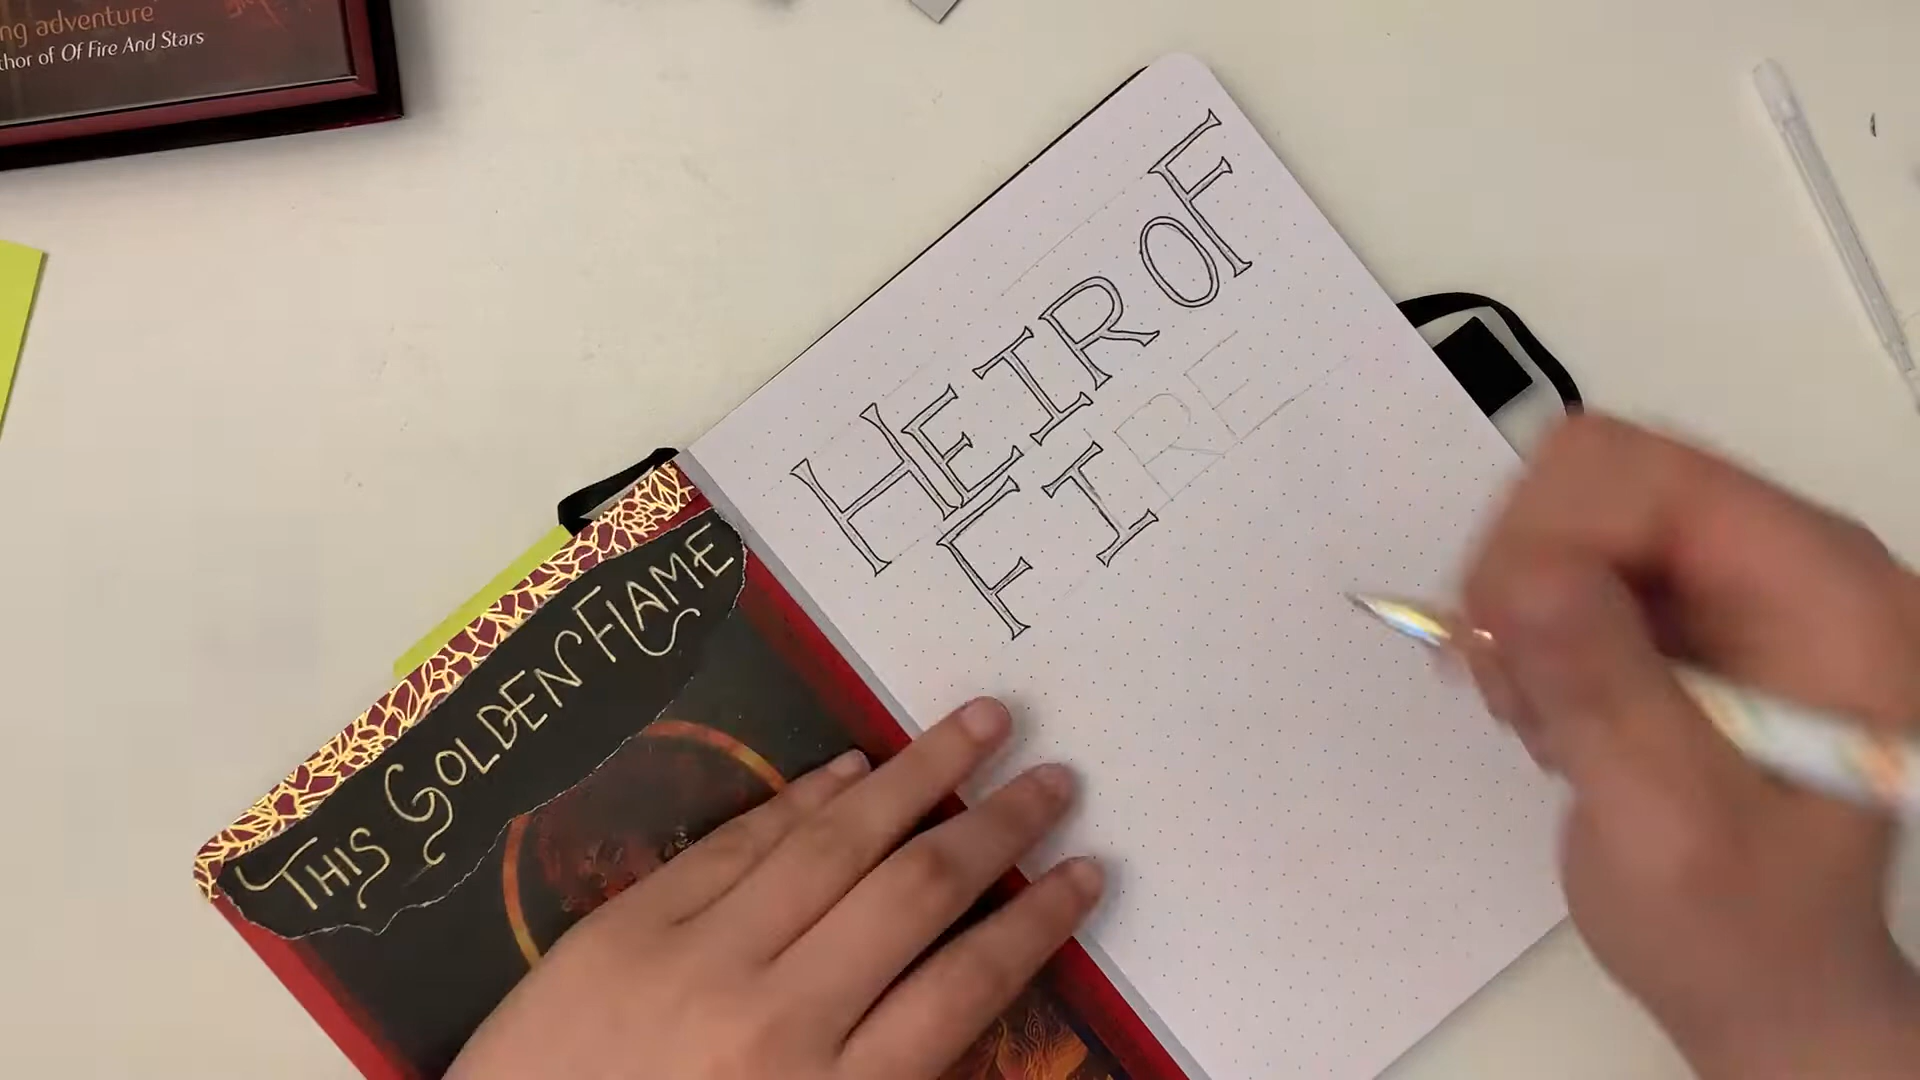 ng adventure
thor of Of Fire And Stars
HEIR OF
FIRE
THIS GOLDEN FLAME